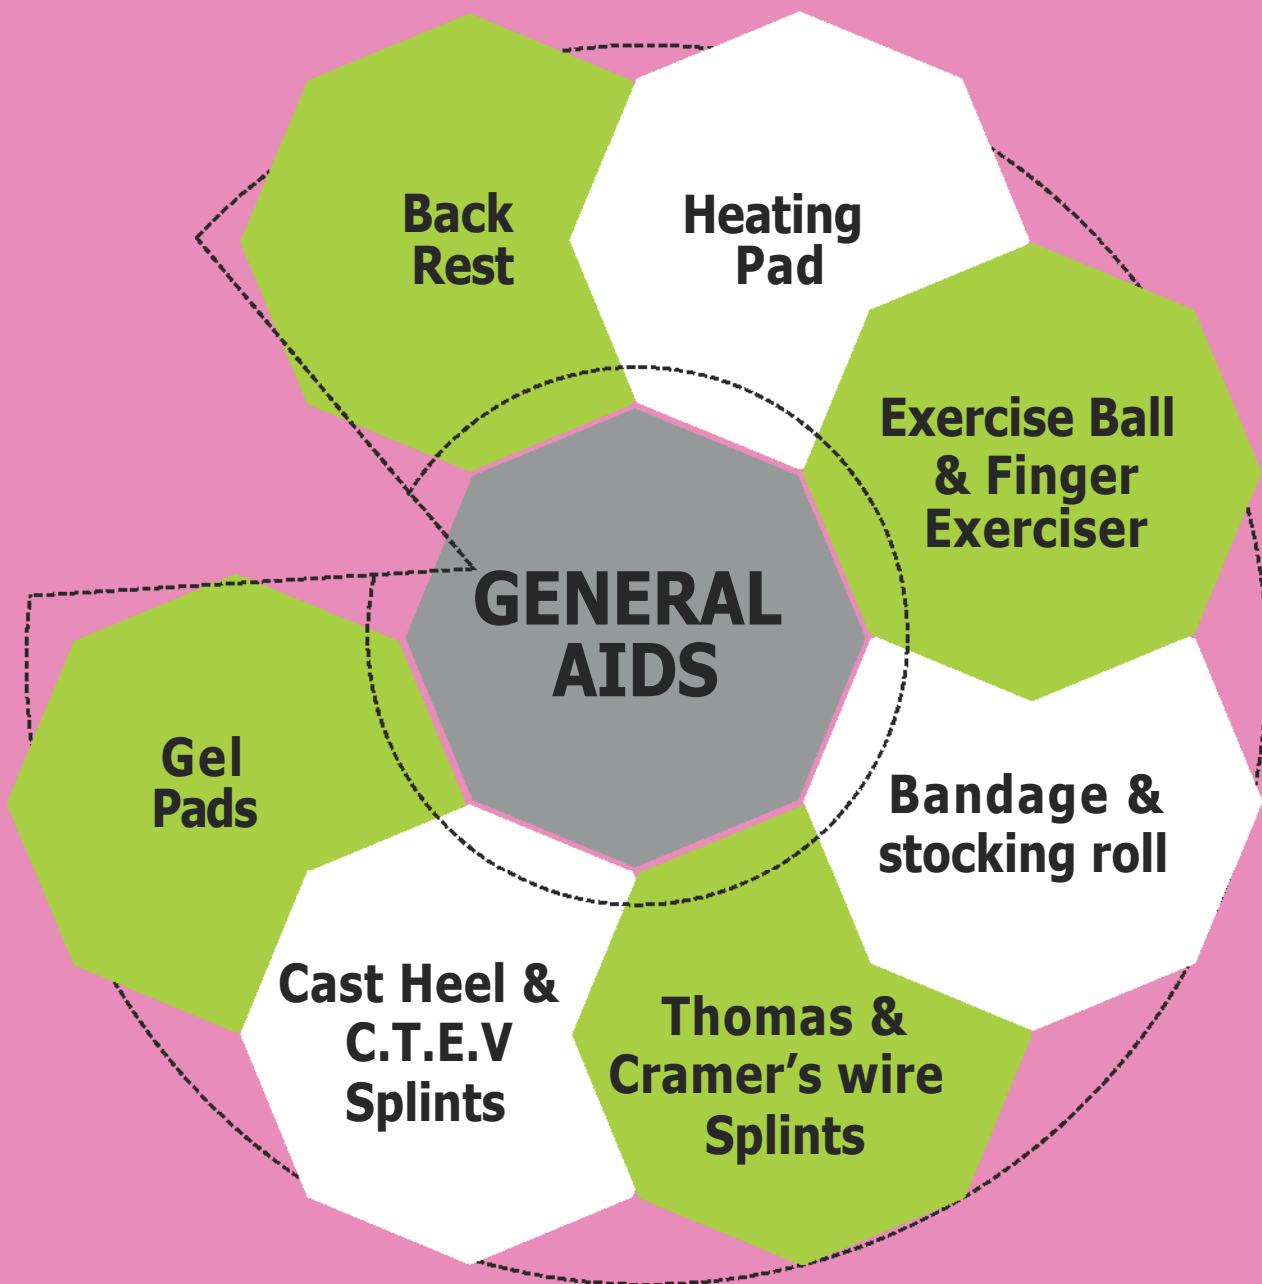 Back
Rest
Heating
Pad
Exercise Ball
& Finger
Exerciser
GENERAL
AIDS
Bandage &
stocking roll
Thomas &
Cramer’s wire
Splints
Cast Heel &
C.T.E.V
Splints
Gel
Pads